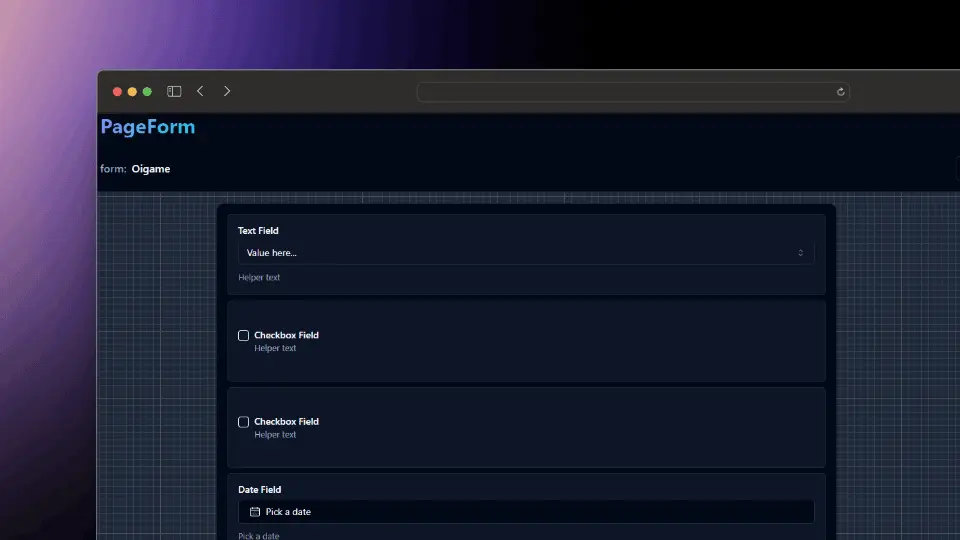 PageForm
form: Oigame
Text Field
Value here...
Helper text
Checkbox Field
Helper text
Checkbox Field
Helper text
Date Field
Pick a date
Pick a date